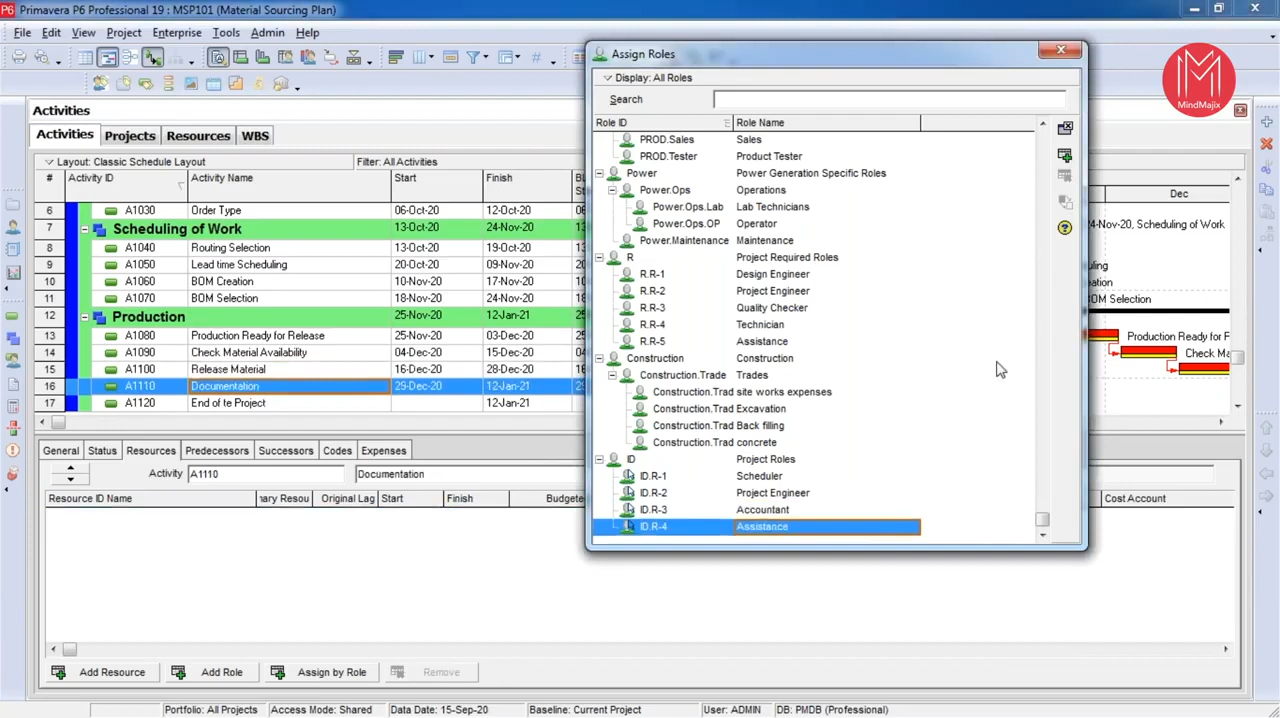 P6 Primavera P6 Professional 19 : MSP101 (Material Sourcing Plan)
File Edit View Project Enterprise Tools Admin Help
Activities
Activities Projects Resources WBS
Layout: Classic Schedule Layout Filter: All Activities
# Activity ID Activity Name Start Finish
6 A1030 Order Type 06-Oct-20 12-Oct-20
7 Scheduling of Work 13-Oct-20 24-Nov-20
8 A1040 Routing Selection 13-Oct-20 19-Oct-20
9 A1050 Lead time Scheduling 20-Oct-20 09-Nov-20
10 A1060 BOM Creation 10-Nov-20 17-Nov-20
11 A1070 BOM Selection 18-Nov-20 24-Nov-20
12 Production 25-Nov-20 12-Jan-21
13 A1080 Production Ready for Release 25-Nov-20 03-Dec-20
14 A1090 Check Material Availability 04-Dec-20 15-Dec-20
15 A1100 Release Material 16-Dec-20 28-Dec-20
16 A1110 Documentation 29-Dec-20 12-Jan-21
17 A1120 End of te Project 12-Jan-21
Assign Roles
Display: All Roles
Search
Role ID Role Name
PROD.Sales Sales
PROD.Tester Product Tester
Power Power Generation Specific Roles
Power.Ops Operations
Power.Ops.Lab Lab Technicians
Power.Ops.OP Operator
Power.Maintenance Maintenance
R Project Required Roles
R.R-1 Design Engineer
R.R-2 Project Engineer
R.R-3 Quality Checker
R.R-4 Technician
R.R-5 Assistance
Construction Construction
Construction.Trade Trades
Construction.Trad site works expenses
Construction.Trad Excavation
Construction.Trad Back filling
Construction.Trad concrete
ID Project Roles
ID.R-1 Scheduler
ID.R-2 Project Engineer
ID.R-3 Accountant
ID.R-4 Assistance
MindMajix
Dec
24-Nov-20, Scheduling of Work
BOM Selection
Production Ready for F
Check Ma
General Status Resources Predecessors Successors Codes Expenses
Activity A1110 Documentation
Resource ID Name Original Lag Start Finish Cost Account
Add Resource Add Role Assign by Role Remove
Portfolio: All Projects Access Mode: Shared Data Date: 15-Sep-20 Baseline: Current Project User: ADMIN DB: PMDB (Professional)